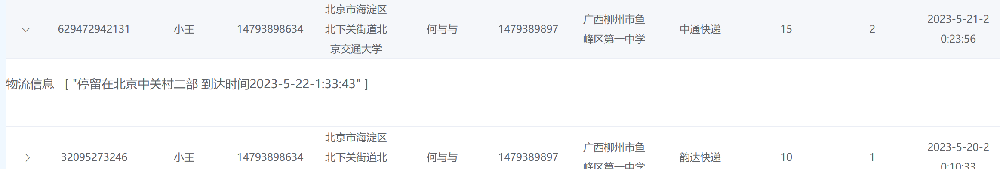 629472942131 小王 14793898634 北京市海淀区
北下关街道北
京交通大学 何与与 1479389897 广西柳州市鱼
峰区第一中学 中通快递 15 2 2023-5-21-2
0:23:56
物流信息 [ "停留在北京中关村二部 到达时间2023-5-22-1:33:43" ]
32095273246 小王 14793898634 北京市海淀区
北下关街道北 何与与 1479389897 广西柳州市鱼
峰区第一中学 韵达快递 10 1 2023-5-20-2
0:10:33